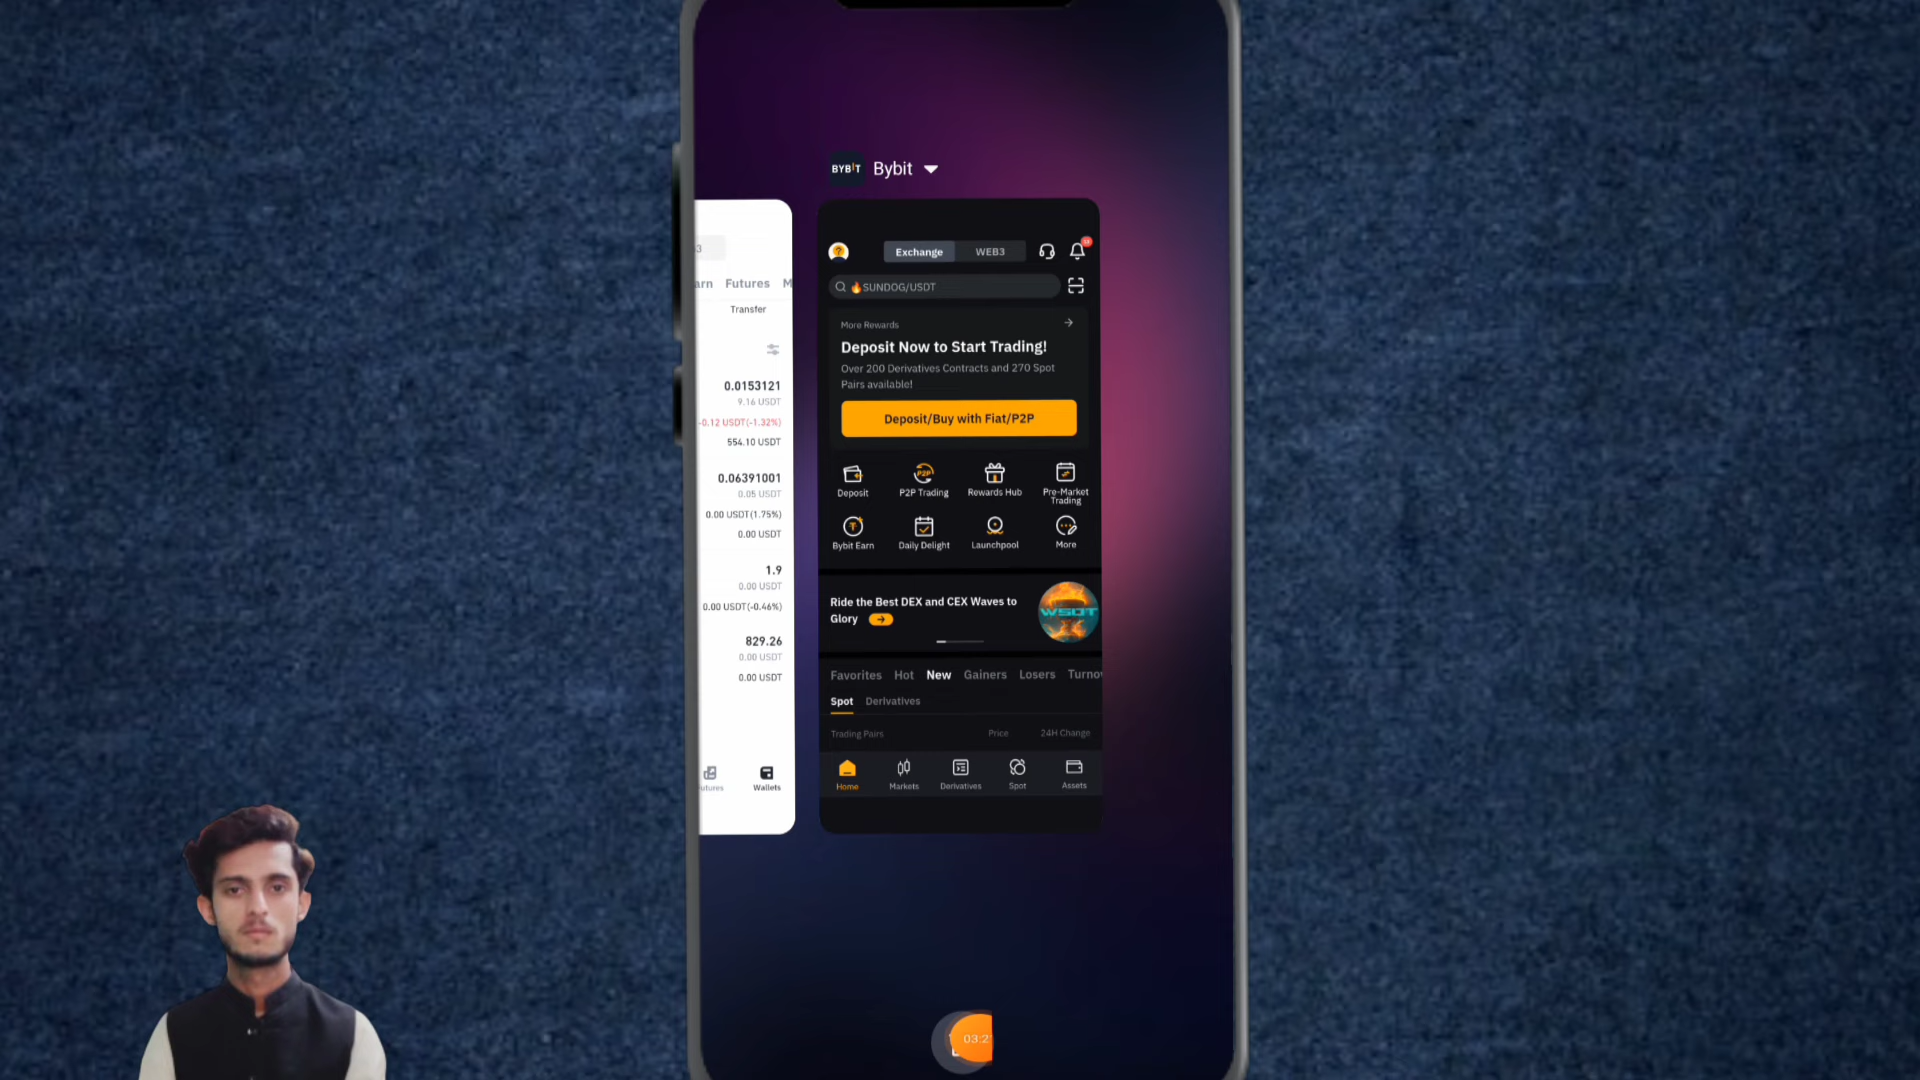 BYBIT Bybit
3
arn Futures M
Transfer
0.0153121
9.16 USDT
-0.12 USDT(-1.32%)
554.10 USDT
0.06391001
0.05 USDT
0.00 USDT(1.75%)
0.00 USDT
1.9
0.00 USDT
0.00 USDT(-0.46%)
829.26
0.00 USDT
0.00 USDT
utures Wallets
Exchange WEB3
SUNDOG/USDT
More Rewards
Deposit Now to Start Trading!
Over 200 Derivatives Contracts and 270 Spot
Pairs available!
Deposit/Buy with Fiat/P2P
P2P
Deposit P2P Trading Rewards Hub Pre-Market
Trading
Bybit Earn Daily Delight Launchpool More
Ride the Best DEX and CEX Waves to
Glory
WSOT
Favorites Hot New Gainers Losers Turnov
Spot Derivatives
Trading Pairs Price 24H Change
Home Markets Derivatives Spot Assets
03:2